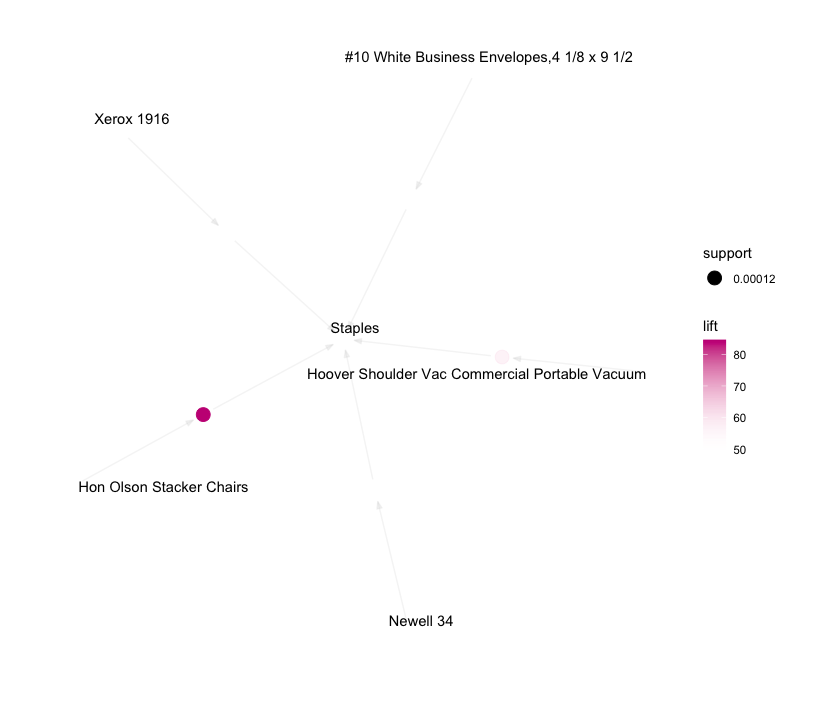 #10 White Business Envelopes,4 1/8 x 9 1/2
Xerox 1916
support
0.00012
Staples
lift
80
Hoover Shoulder Vac Commercial Portable Vacuum
70
60
50
Hon Olson Stacker Chairs
Newell 34